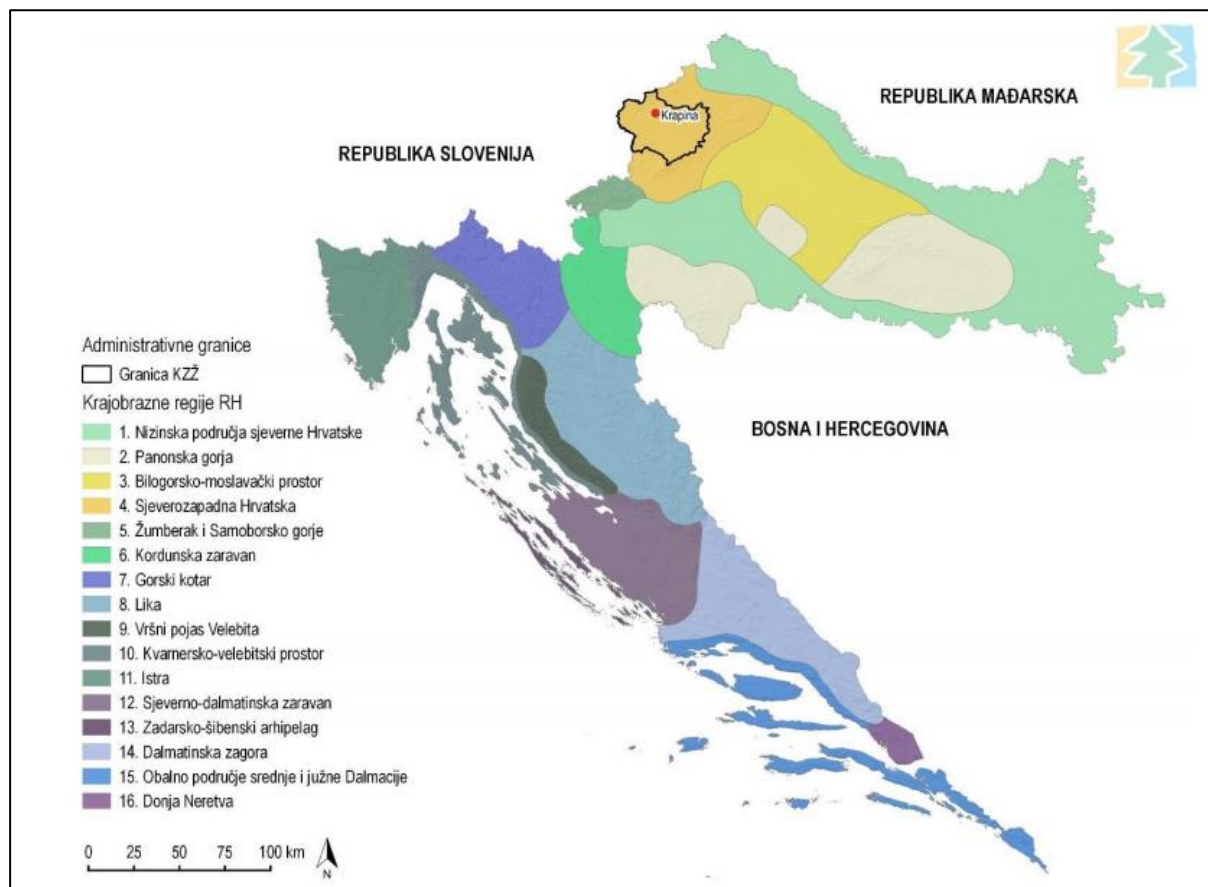 REPUBLIKA MAĐARSKA
Krapina
REPUBLIKA SLOVENIJA
BOSNA I HERCEGOVINA
Administrativne granice
Granica KZŽ
Krajobrazne regije RH
1. Nizinska područja sjeverne Hrvatske
2. Panonska gorja
3. Bilogorsko-moslavački prostor
4. Sjeverozapadna Hrvatska
5. Žumberak i Samoborsko gorje
6. Kordunska zaravan
7. Gorski kotar
8. Lika
9. Vršni pojas Velebita
10. Kvarnersko-velebitski prostor
11. Istra
12. Sjeverno-dalmatinska zaravan
13. Zadarsko-šibenski arhipelag
14. Dalmatinska zagora
15. Obalno područje srednje i južne Dalmacije
16. Donja Neretva
0 25 50 75 100 km
N